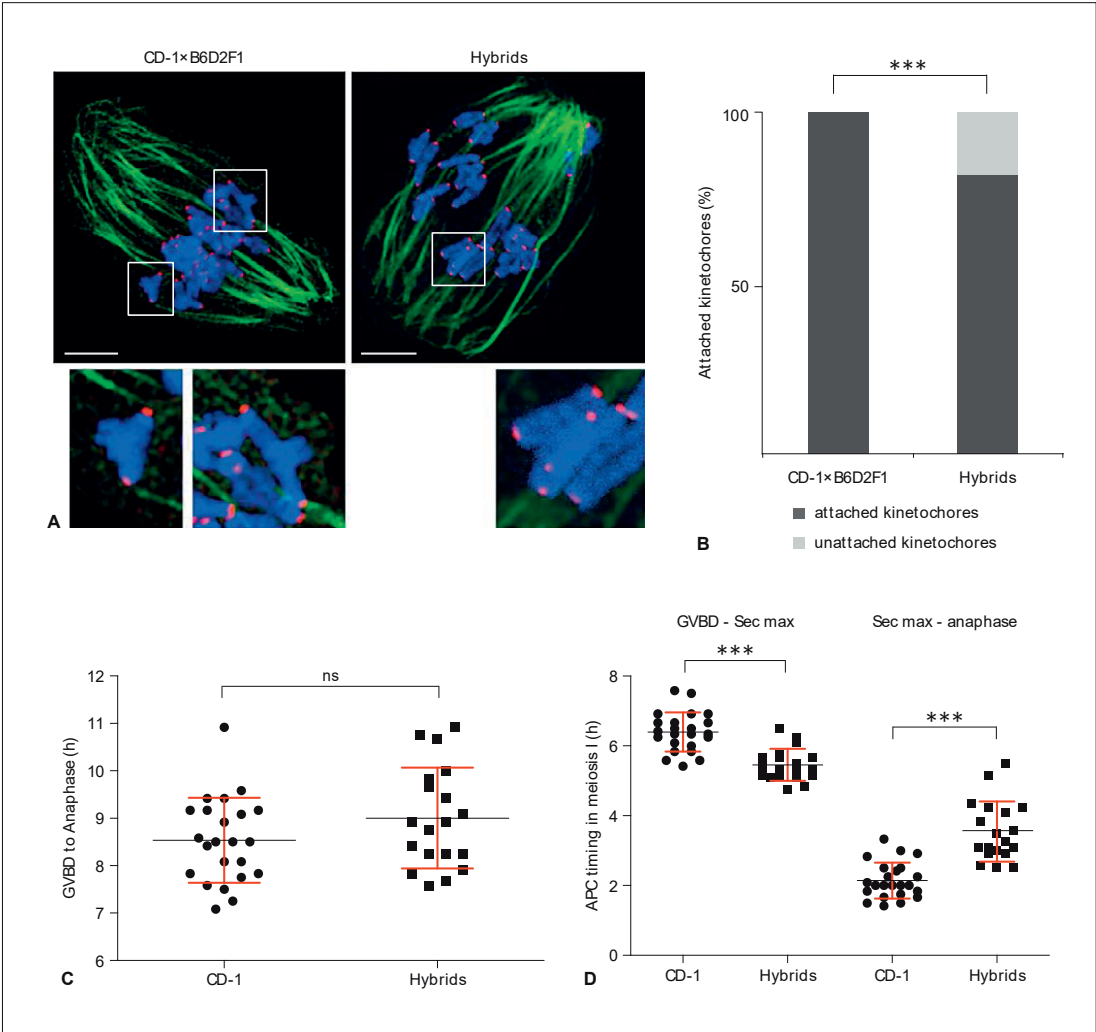 CD-1×B6D2F1
Hybrids
A
***
100
50
Attached kinetochores (%)
CD-1×B6D2F1
Hybrids
attached kinetochores
unattached kinetochores
B
ns
12
11
10
9
8
7
6
GVBD to Anaphase (h)
CD-1
Hybrids
C
GVBD - Sec max
Sec max - anaphase
***
***
8
6
4
2
0
APC timing in meiosis I (h)
CD-1
Hybrids
CD-1
Hybrids
D